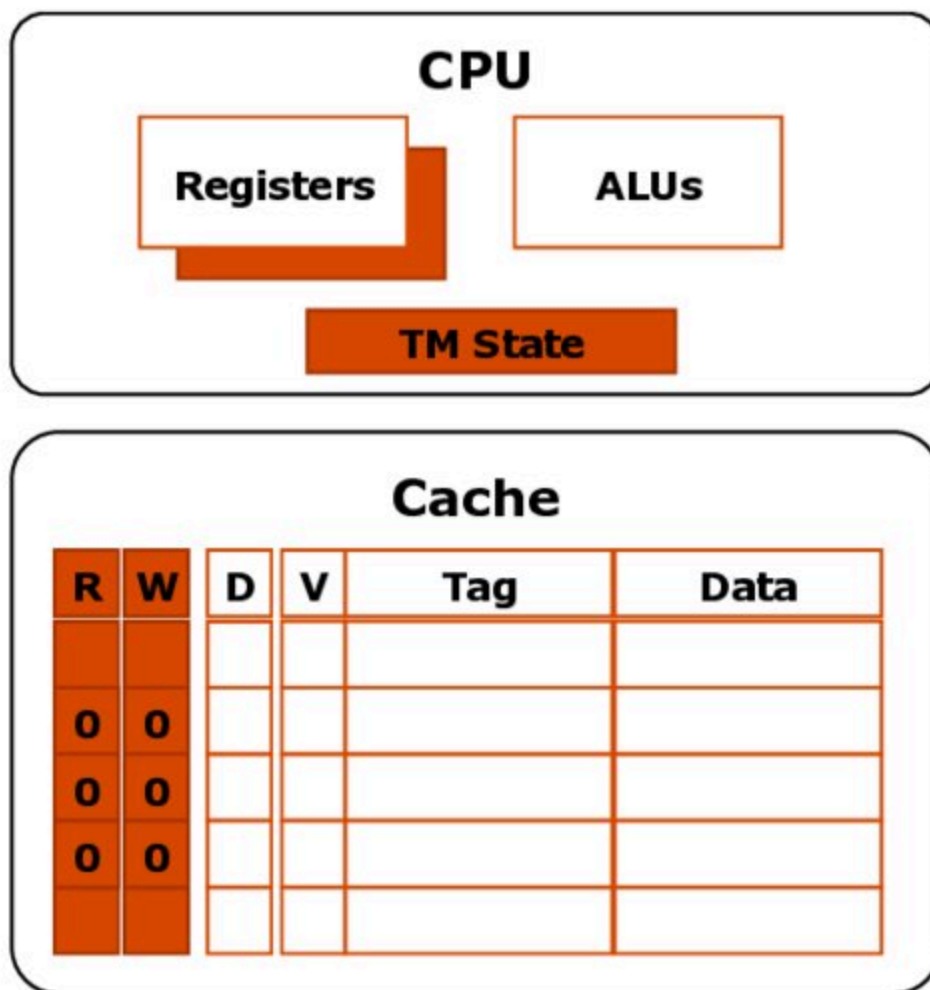 CPU
Registers ALUs
TM State
Cache
R W D V Tag Data
0 0
0 0
0 0